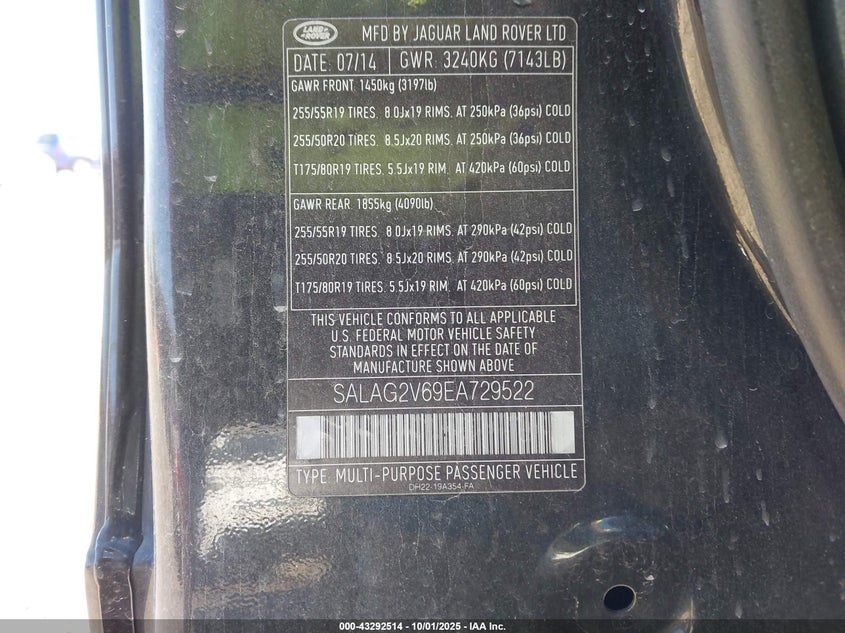 LAND ROVER
MFD BY JAGUAR LAND ROVER LTD
DATE: 07/14 GWR: 3240KG (7143LB)
GAWR FRONT: 1450kg (3197lb)
255/55R19 TIRES. 8.0Jx19 RIMS. AT 250kPa (36psi) COLD
255/50R20 TIRES. 8.5Jx20 RIMS. AT 250kPa (36psi) COLD
T175/80R19 TIRES. 5.5Jx19 RIM. AT 420kPa (60psi) COLD
GAWR REAR: 1855kg (4090lb)
255/55R19 TIRES. 8.0Jx19 RIMS. AT 290kPa (42psi) COLD
255/50R20 TIRES. 8.5Jx20 RIMS. AT 290kPa (42psi) COLD
T175/80R19 TIRES. 5.5Jx19 RIM. AT 420kPa (60psi) COLD
THIS VEHICLE CONFORMS TO ALL APPLICABLE
U.S. FEDERAL MOTOR VEHICLE SAFETY
STANDARDS IN EFFECT ON THE DATE OF
MANUFACTURE SHOWN ABOVE
SALAG2V69EA729522
TYPE: MULTI-PURPOSE PASSENGER VEHICLE
DH22-19A354-FA
000-43292514 - 10/01/2025 - IAA Inc.